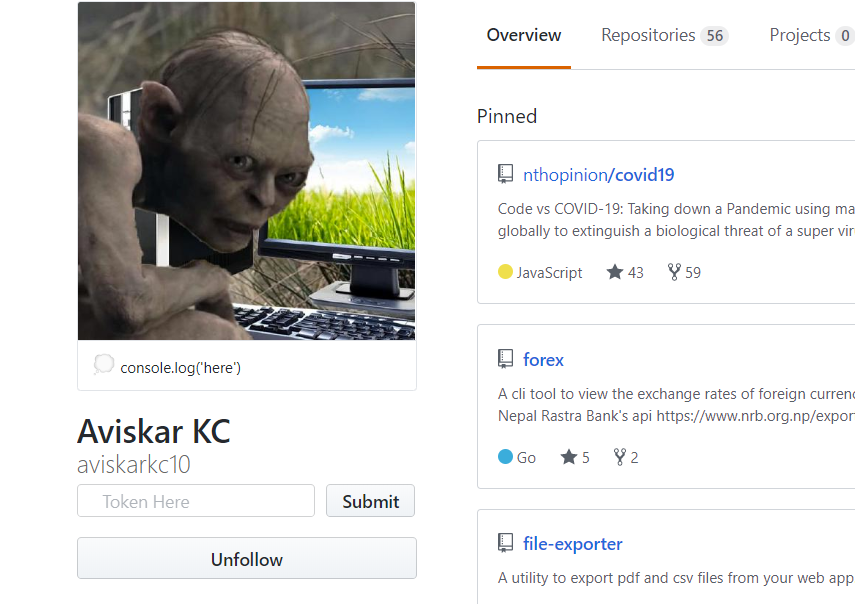 Overview Repositories 56 Projects 0
Pinned
nthopinion/covid19
Code vs COVID-19: Taking down a Pandemic using
globally to extinguish a biological threat of a super
JavaScript 43 59
forex
A cli tool to view the exchange rates of foreign
Nepal Rastra Bank's api https://www.nrb.org.np/expor
Go 5 2
file-exporter
A utility to export pdf and csv files from your web app
console.log('here')
Aviskar KC
aviskarkc10
Token Here Submit
Unfollow